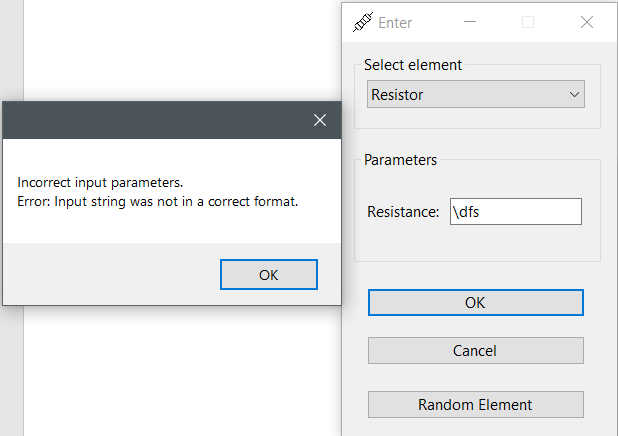 Enter
Select element
Resistor
Incorrect input parameters.
Error: Input string was not in a correct format.
OK
Parameters
Resistance: \dfs
OK
Cancel
Random Element